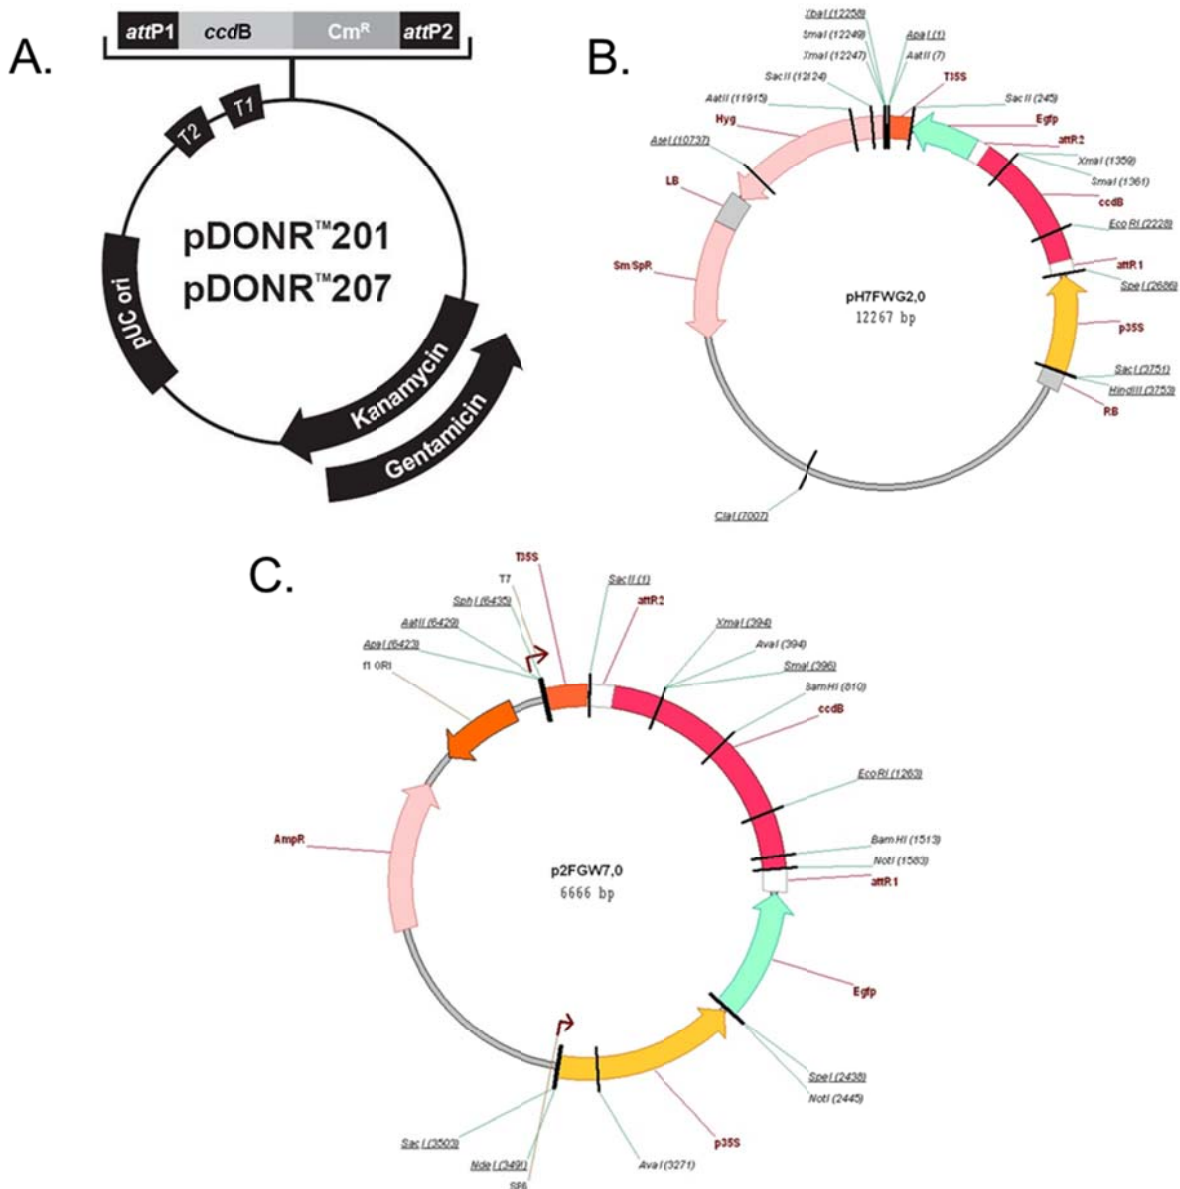 A.
attP1 ccdB CmR attP2
T2 T1
pDONR™201
pDONR™207
pUC ori
Kanamycin
Gentamicin
B.
XbaI (12258)
SmaI (12249)
XmaI (12247)
SacII (12124)
AatII (11915)
Hyg
AseI (10737)
LB
Sm/SpR
ApaI (1)
AatII (7)
T35S
SacII (245)
Egfp
attR2
XmaI (1359)
SmaI (1361)
ccdB
EcoRI (2228)
attR1
SpeI (2686)
p35S
SacI (3751)
HindIII (3753)
RB
ClaI (7007)
pH7FWG2,0
12267 bp
C.
T35S
T7
SphI (6435)
AatII (6429)
ApaI (6423)
f1 ORI
AmpR
SacII (1)
attR2
XmaI (394)
AvaI (394)
SmaI (396)
BamHI (810)
ccdB
EcoRI (1263)
BamHI (1513)
NotI (1583)
attR1
Egfp
SpeI (2438)
NotI (2445)
p35S
AvaI (3271)
SacI (3503)
NdeI (3491)
p2FGW7,0
6666 bp